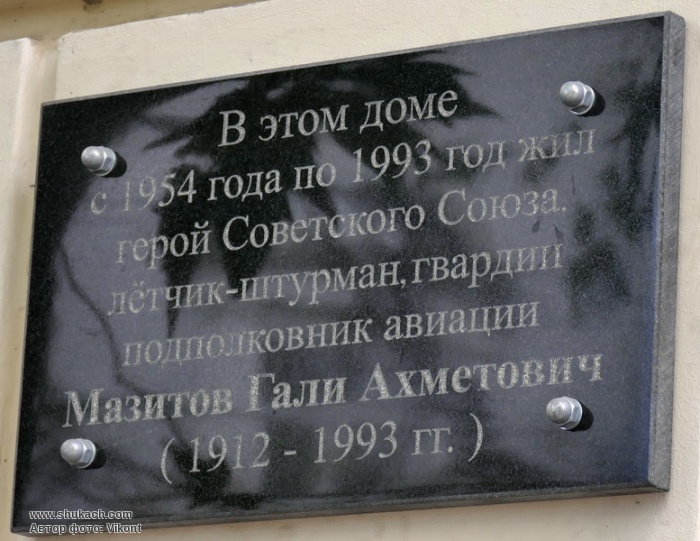 В этом доме
с 1954 года по 1993 год жил
герой Советского Союза,
лётчик-штурман, гвардии
подполковник авиации
Мазитов Гали Ахметович
( 1912 - 1993 гг. )
www.shukach.com
Автор фото: Vikont